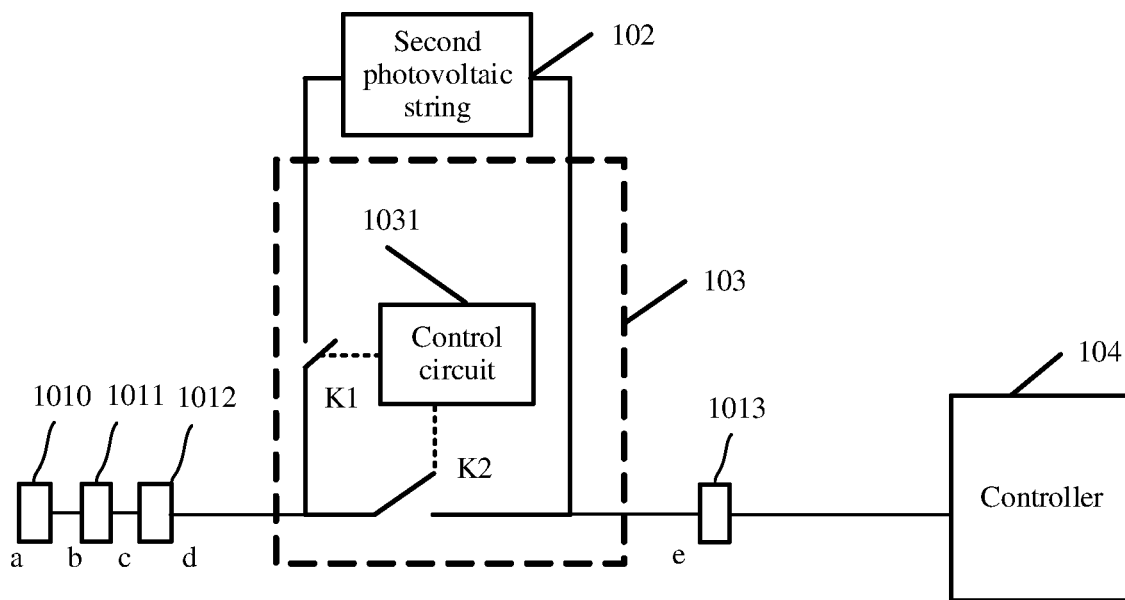 Second
photovoltaic
string
102
1031
103
Control
circuit
104
K1
1010
1011
1012
1013
K2
Controller
a
b
c
d
e